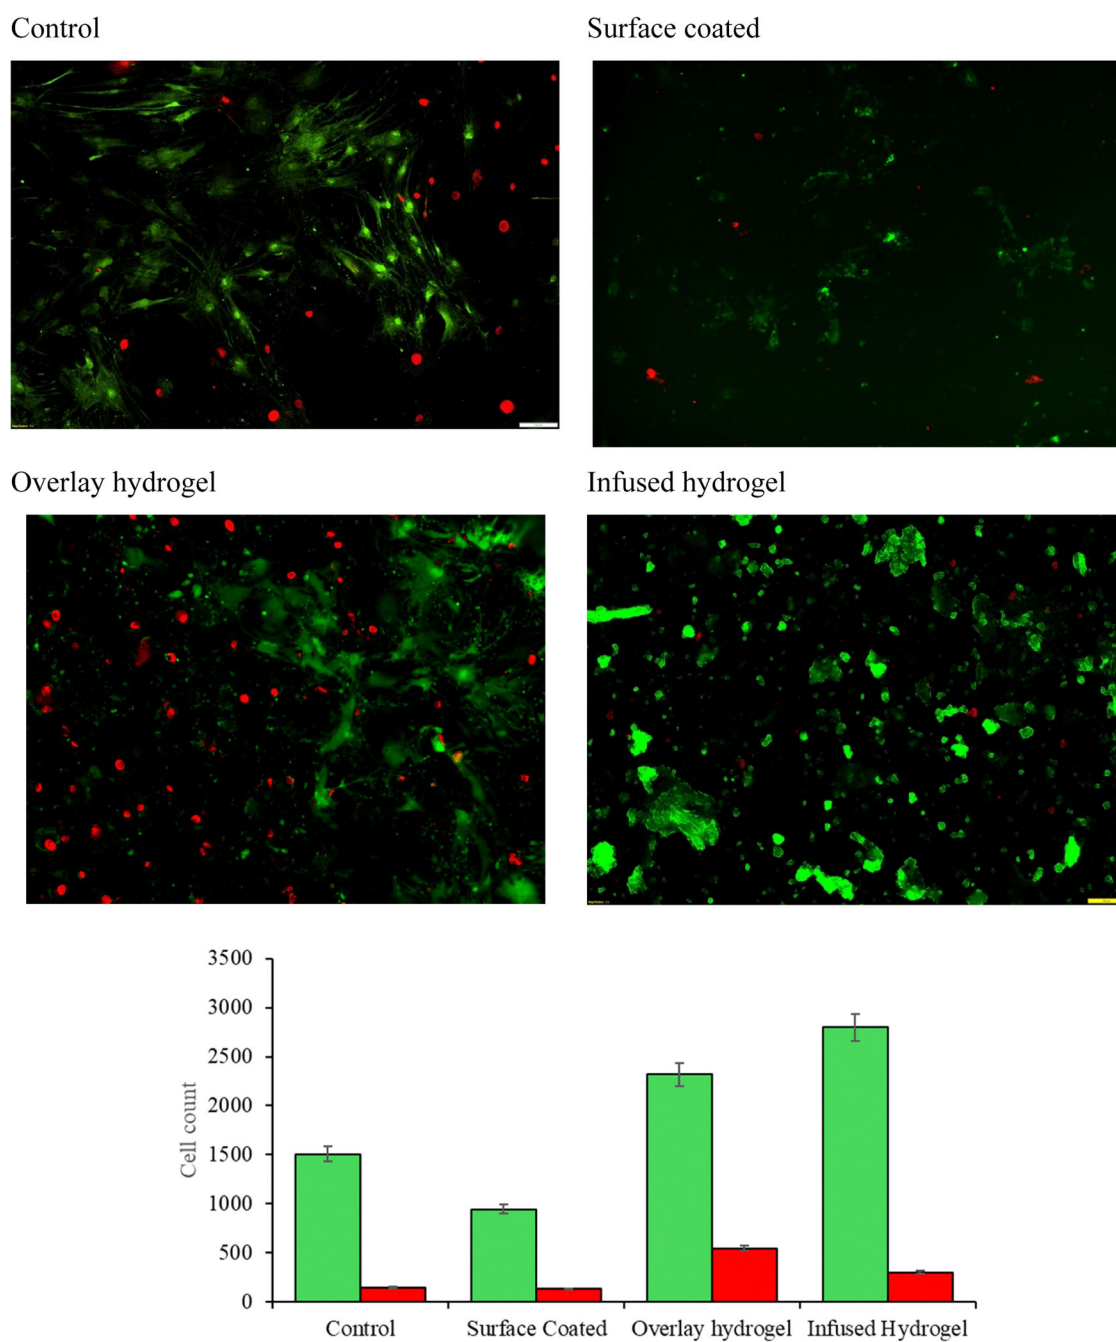 Control
Surface coated
Overlay hydrogel
Infused hydrogel
3500
3000
2500
2000
1500
1000
500
0
Cell count
Control
Surface Coated
Overlay hydrogel
Infused Hydrogel